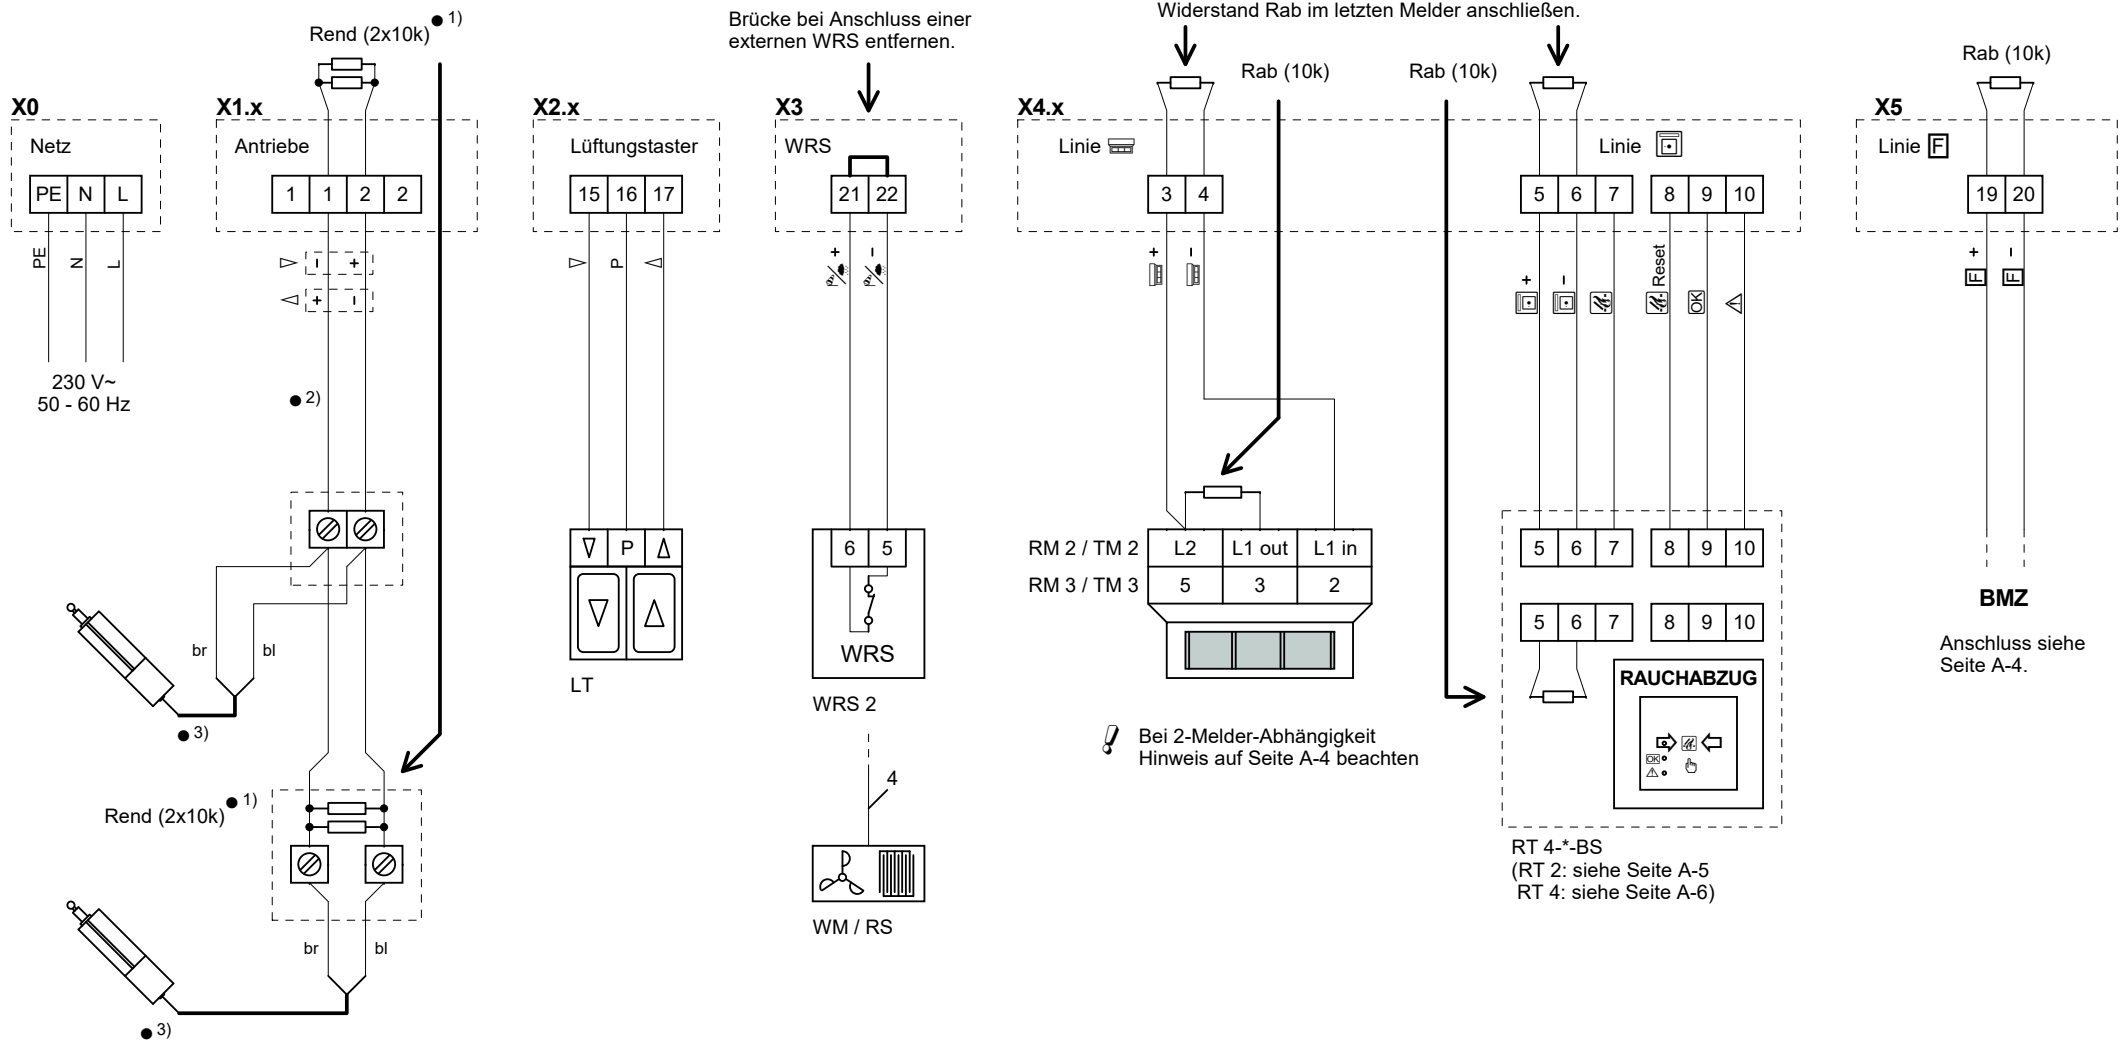 Rend (2x10k) ● 1)
Brücke bei Anschluss einer
externen WRS entfernen.
Widerstand Rab im letzten Melder anschließen.
Rab (10k)
Rab (10k)
Rab (10k)
X0
X1.x
X2.x
X3
X4.x
X5
Netz
Antriebe
Lüftungstaster
WRS
Linie
Linie
Linie F
PE N L
1 1 2 2
15 16 17
21 22
3 4
5 6 7
8 9 10
19 20
PE N L
- +
+ -
P
+ -
+ -
+ -
Reset
OK
+ -
F F
230 V~
50 - 60 Hz
● 2)
br bl
● 3)
Rend (2x10k) ● 1)
br bl
● 3)
P
LT
6 5
WRS
WRS 2
4
WM / RS
RM 2 / TM 2 L2 L1 out L1 in
RM 3 / TM 3 5 3 2
Bei 2-Melder-Abhängigkeit
Hinweis auf Seite A-4 beachten
5 6 7 8 9 10
5 6 7 8 9 10
RAUCHABZUG
OK
RT 4-*-BS
(RT 2: siehe Seite A-5
RT 4: siehe Seite A-6)
BMZ
Anschluss siehe
Seite A-4.